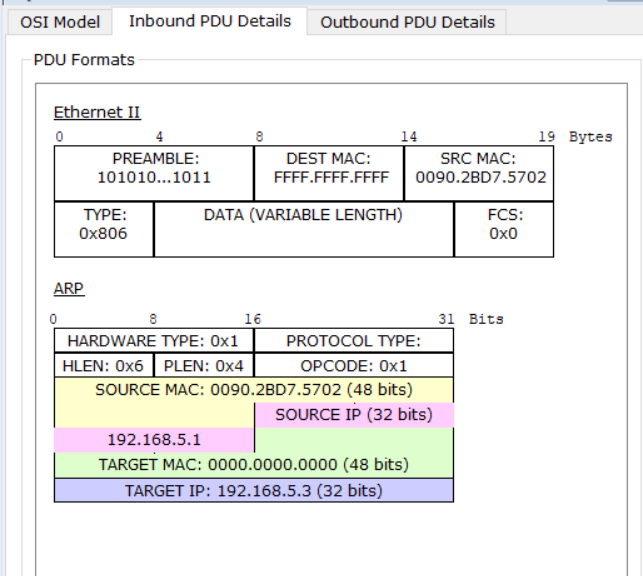 OSI Model Inbound PDU Details Outbound PDU Details
PDU Formats
Ethernet II
0 4 8 14 19 Bytes
PREAMBLE: DEST MAC: SRC MAC:
101010...1011 FFFF.FFFF.FFFF 0090.2BD7.5702
TYPE: DATA (VARIABLE LENGTH) FCS:
0x806 0x0
ARP
0 8 16 31 Bits
HARDWARE TYPE: 0x1 PROTOCOL TYPE:
HLEN: 0x6 PLEN: 0x4 OPCODE: 0x1
SOURCE MAC: 0090.2BD7.5702 (48 bits)
SOURCE IP (32 bits)
192.168.5.1
TARGET MAC: 0000.0000.0000 (48 bits)
TARGET IP: 192.168.5.3 (32 bits)